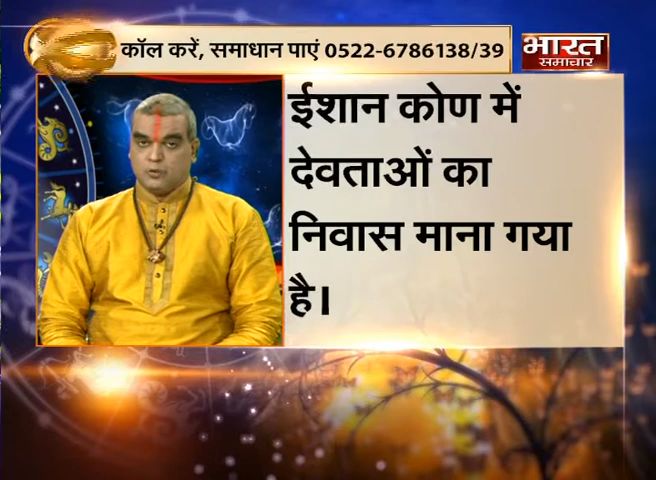 कॉल करें, समाधान पाएं 0522-6786138/39
भारत
समाचार
ईशान कोण में
देवताओं का
निवास माना गया
है।